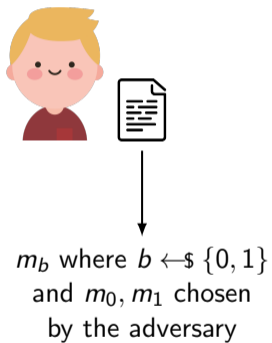 m_b where b ←$ {0, 1}
and m_0, m_1 chosen
by the adversary